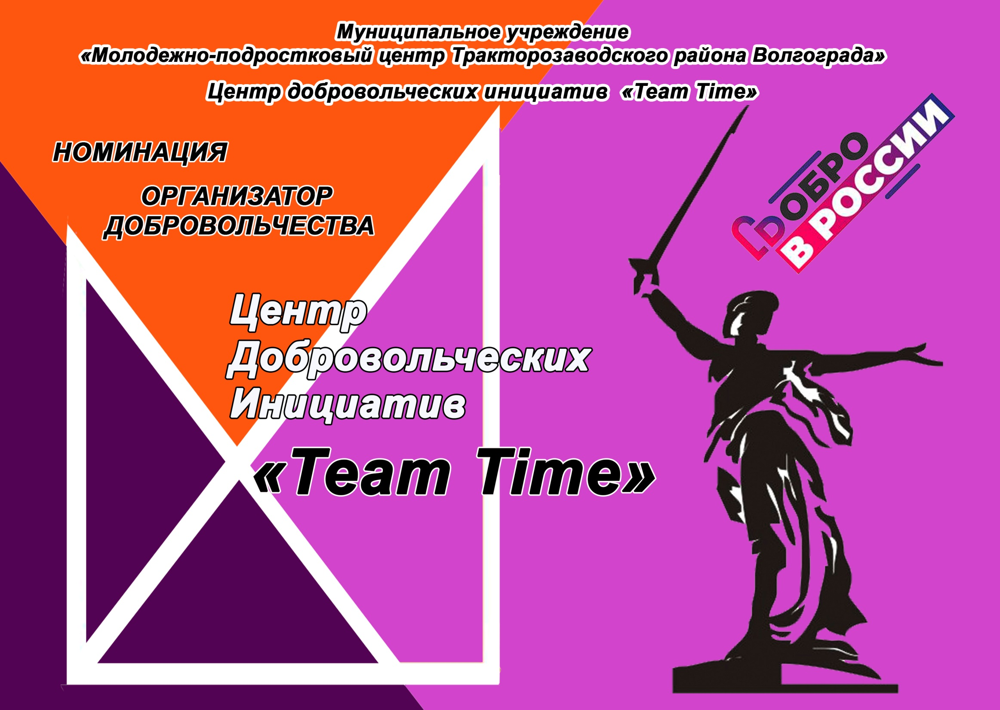 Муниципальное учреждение
«Молодежно-подростковый центр Тракторозаводского района Волгограда»
Центр добровольческих инициатив «Team Time»
НОМИНАЦИЯ
ОРГАНИЗАТОР
ДОБРОВОЛЬЧЕСТВА
ДОБРО
В РОССИИ
Центр
Добровольческих
Инициатив
«Team Time»